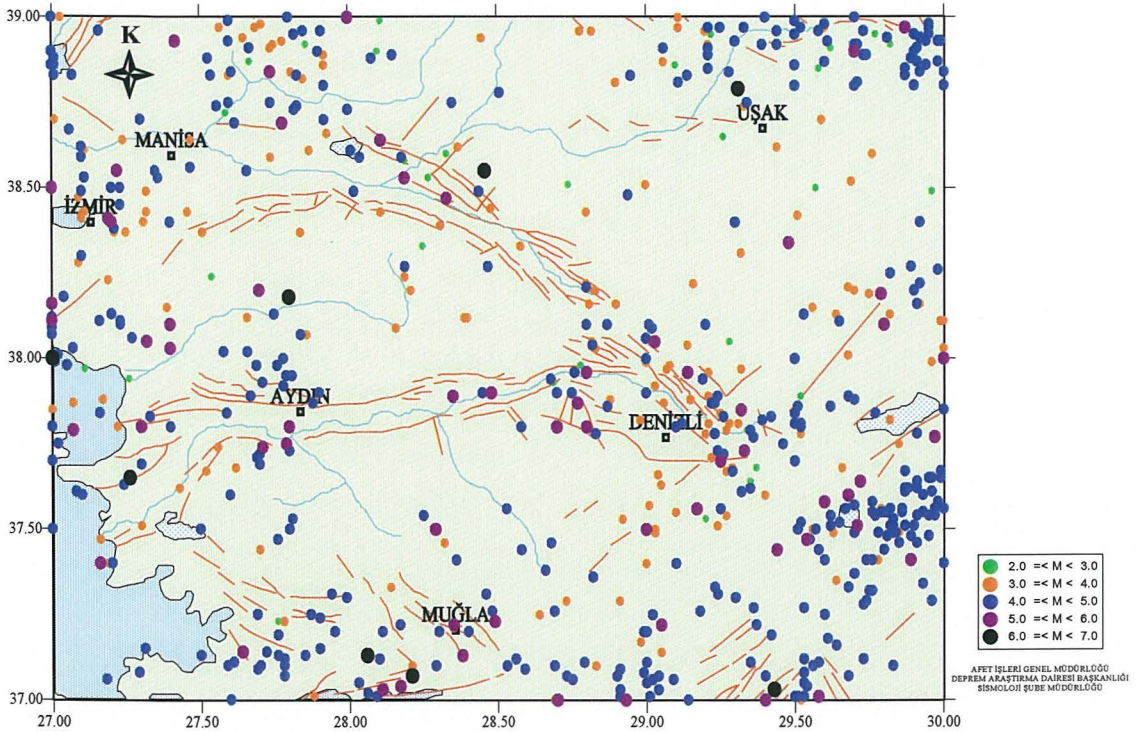 39.00
K
UŞAK
MANİSA
38.50
İZMİR
38.00
AYDIN
DENİZLİ
37.50
MUĞLA
37.00
27.00 27.50 28.00 28.50 29.00 29.50 30.00
2.0 =< M < 3.0
3.0 =< M < 4.0
4.0 =< M < 5.0
5.0 =< M < 6.0
6.0 =< M < 7.0
AFET İŞLERİ GENEL MÜDÜRLÜĞÜ
DEPREM ARAŞTIRMA DAİRESİ BAŞKANLIĞI
SİSMOLOJİ ŞUBE MÜDÜRLÜĞÜ